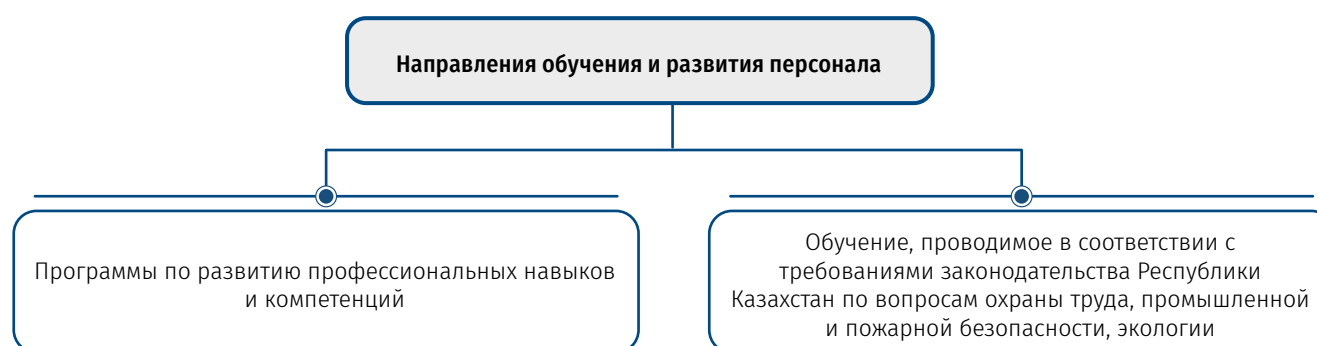 Направления обучения и развития персонала
Программы по развитию профессиональных навыков
и компетенций
Обучение, проводимое в соответствии с
требованиями законодательства Республики
Казахстан по вопросам охраны труда, промышленной
и пожарной безопасности, экологии